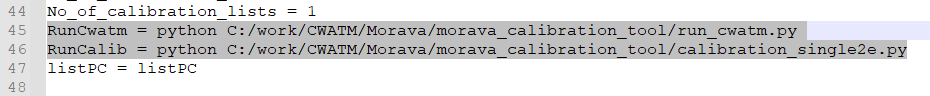 44 No_of_calibration_lists = 1
45 RunCwatm = python C:/work/CWATM/Morava/morava_calibration_tool/run_cwatm.py
46 RunCalib = python C:/work/CWATM/Morava/morava_calibration_tool/calibration_single2e.py
47 listPC = listPC
48